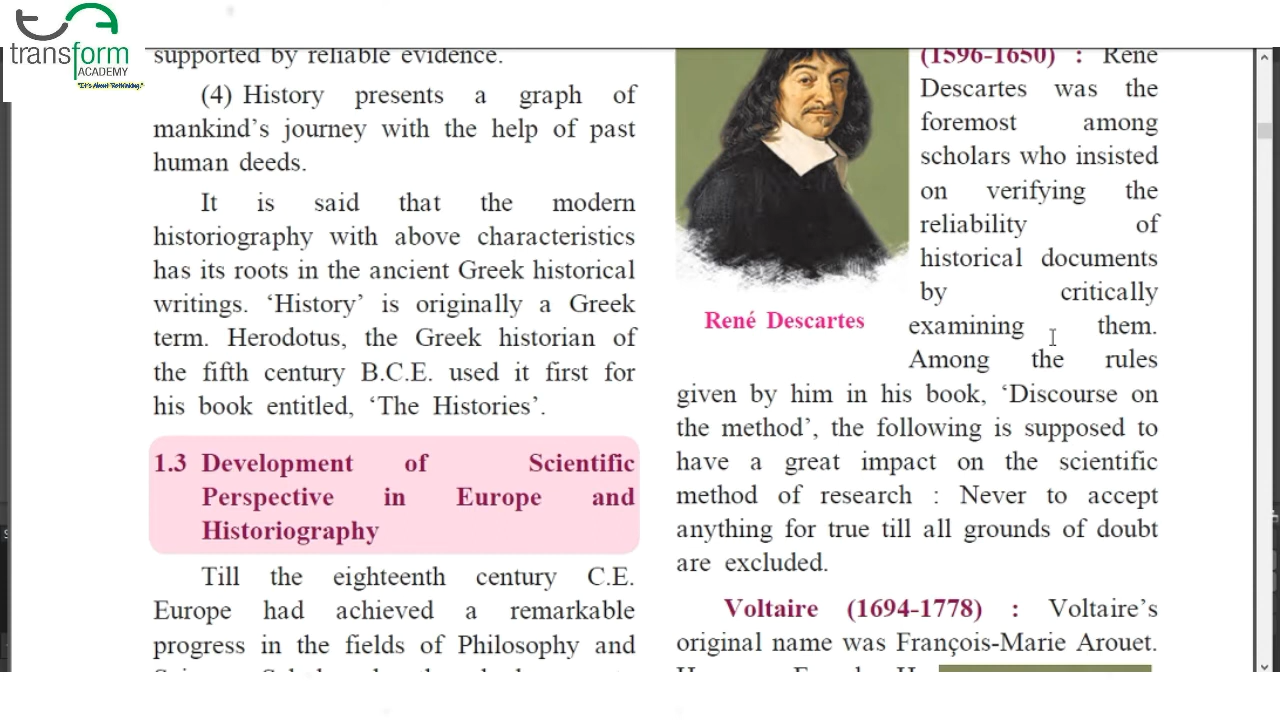 transform
ACADEMY
"It's About Rethinking."
supported by reliable evidence.
(4) History presents a graph of
mankind's journey with the help of past
human deeds.
It is said that the modern
historiography with above characteristics
has its roots in the ancient Greek historical
writings. 'History' is originally a Greek
term. Herodotus, the Greek historian of
the fifth century B.C.E. used it first for
his book entitled, 'The Histories'.
1.3 Development of Scientific
Perspective in Europe and
Historiography
Till the eighteenth century C.E.
Europe had achieved a remarkable
progress in the fields of Philosophy and
(1596-1650) : René
Descartes was the
foremost among
scholars who insisted
on verifying the
reliability of
historical documents
by critically
examining them.
Among the rules
René Descartes
given by him in his book, 'Discourse on
the method', the following is supposed to
have a great impact on the scientific
method of research : Never to accept
anything for true till all grounds of doubt
are excluded.
Voltaire (1694-1778) : Voltaire's
original name was François-Marie Arouet.